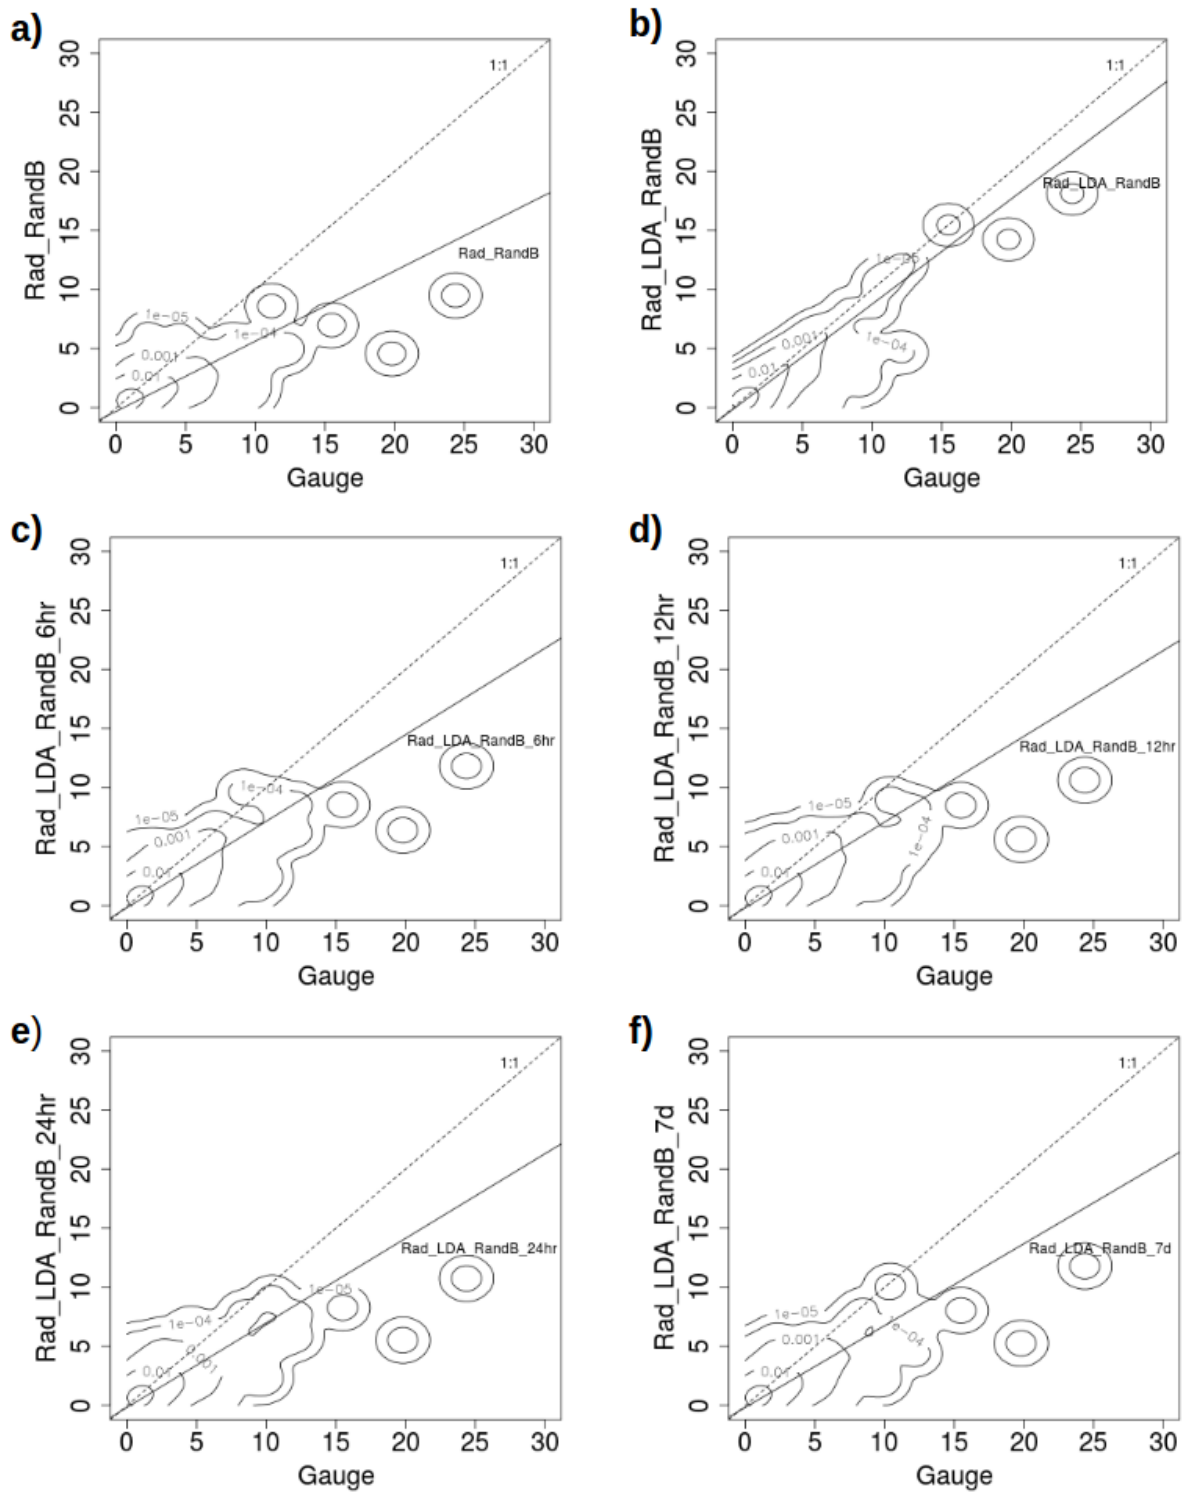 a)
30
25
20
15
10
5
0
Rad_RandB
1:1
Rad_RandB
1e-05
1e-04
0.001
0.01
0 5 10 15 20 25 30
Gauge
b)
30
25
20
15
10
5
0
Rad_LDA_RandB
1:1
Rad_LDA_RandB
1e-05
0.001
1e-04
0.01
0 5 10 15 20 25 30
Gauge
c)
30
25
20
15
10
5
0
Rad_LDA_RandB_6hr
1:1
Rad_LDA_RandB_6hr
1e-04
1e-05
0.001
0.01
0 5 10 15 20 25 30
Gauge
d)
30
25
20
15
10
5
0
Rad_LDA_RandB_12hr
1:1
Rad_LDA_RandB_12hr
1e-05
0.001
1e-04
0.01
0 5 10 15 20 25 30
Gauge
e)
30
25
20
15
10
5
0
Rad_LDA_RandB_24hr
1:1
Rad_LDA_RandB_24hr
1e-05
1e-04
0.001
0.01
0 5 10 15 20 25 30
Gauge
f)
30
25
20
15
10
5
0
Rad_LDA_RandB_7d
1:1
Rad_LDA_RandB_7d
1e-05
1e-04
0.001
0.01
0 5 10 15 20 25 30
Gauge